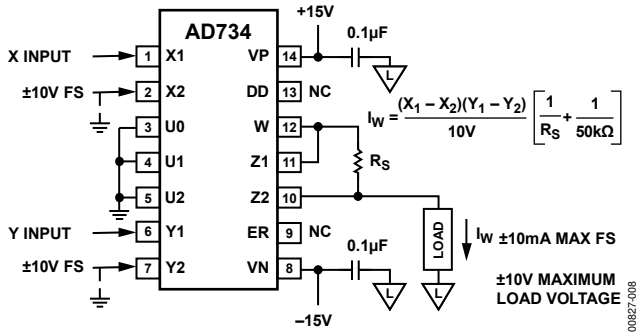 +15V
AD734
0.1µF
X INPUT
1 X1 VP 14
L
±10V FS
2 X2 DD 13 NC
3 U0 W 12
I_W = (X₁ – X₂)(Y₁ – Y₂) / 10V [1/R_S + 1/50kΩ]
4 U1 Z1 11
R_S
5 U2 Z2 10
Y INPUT
6 Y1 ER 9 NC
LOAD
I_W ±10mA MAX FS
±10V FS
7 Y2 VN 8
0.1µF
L
L
±10V MAXIMUM
LOAD VOLTAGE
–15V
00827-008